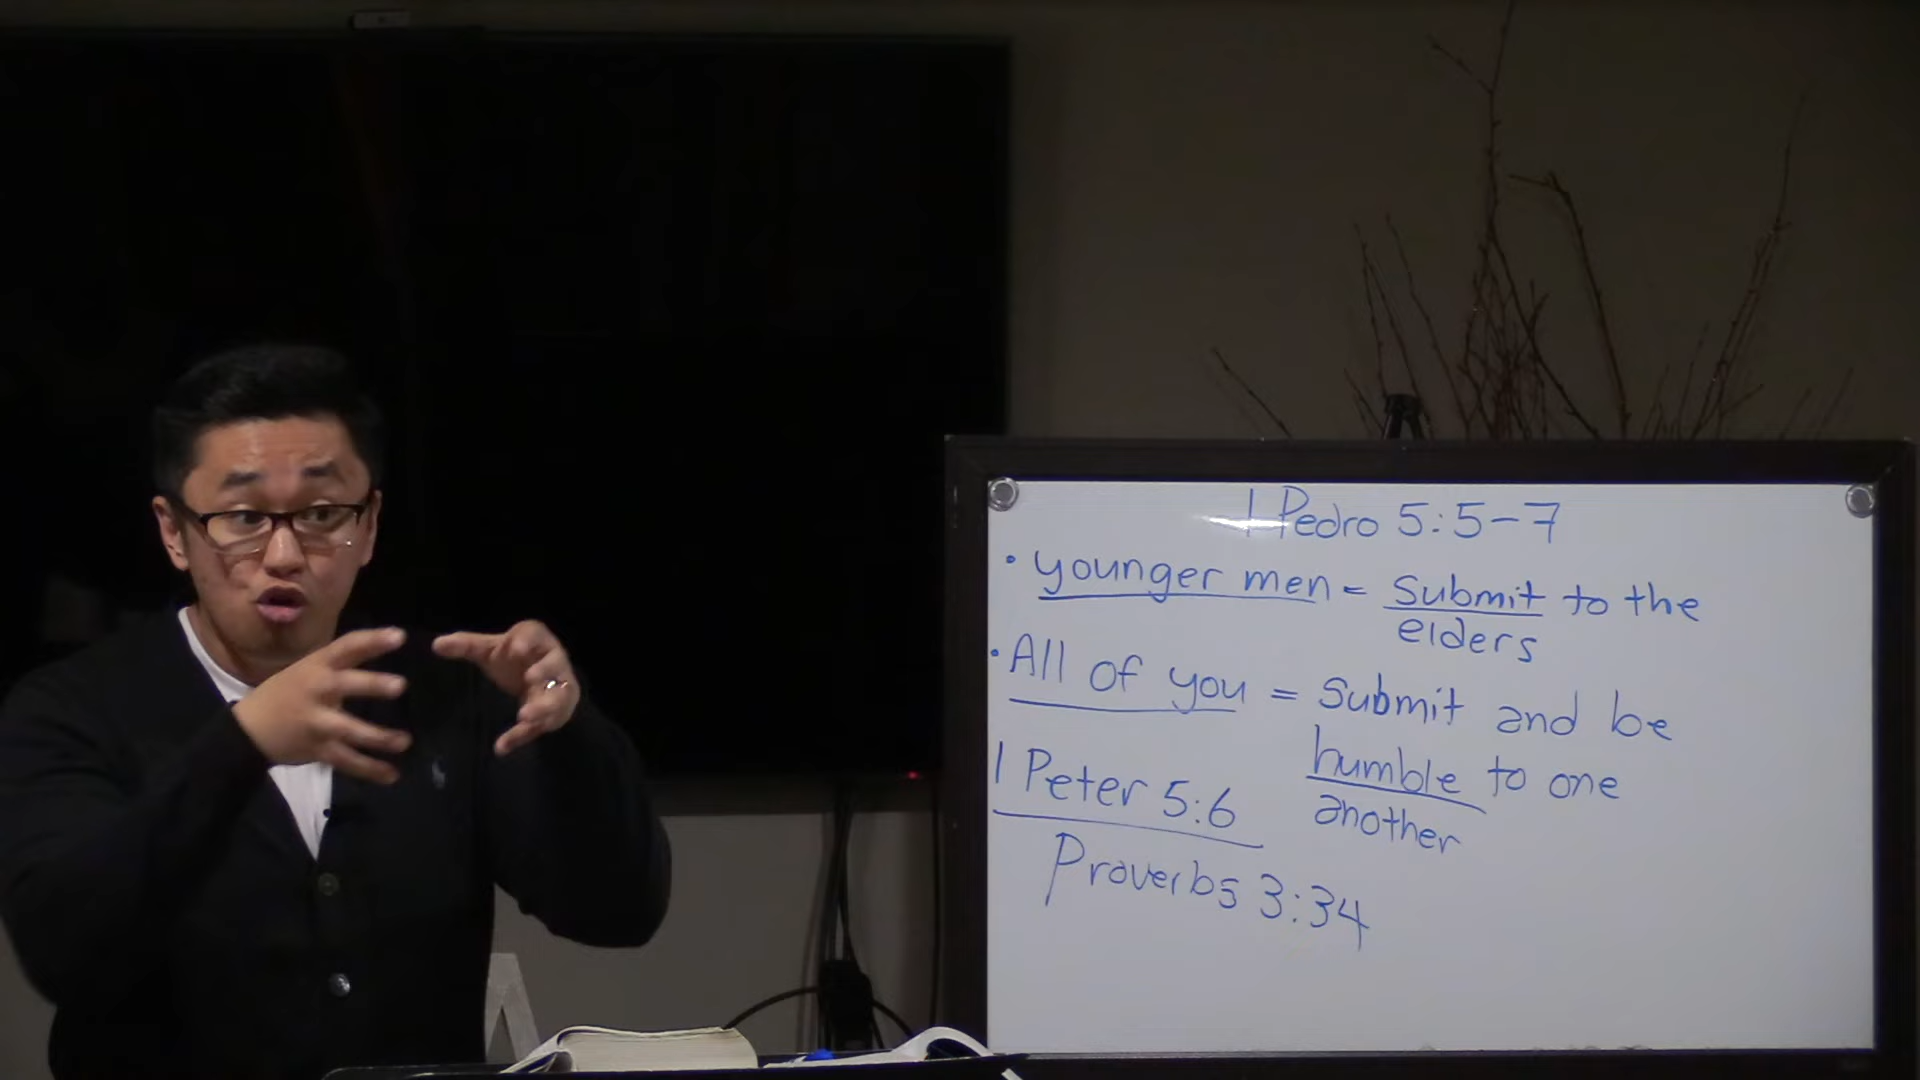 1 Pedro 5:5-7
• younger men = Submit to the
elders
• All of you = Submit and be
humble to one
another
1 Peter 5:6
Proverbs 3:34